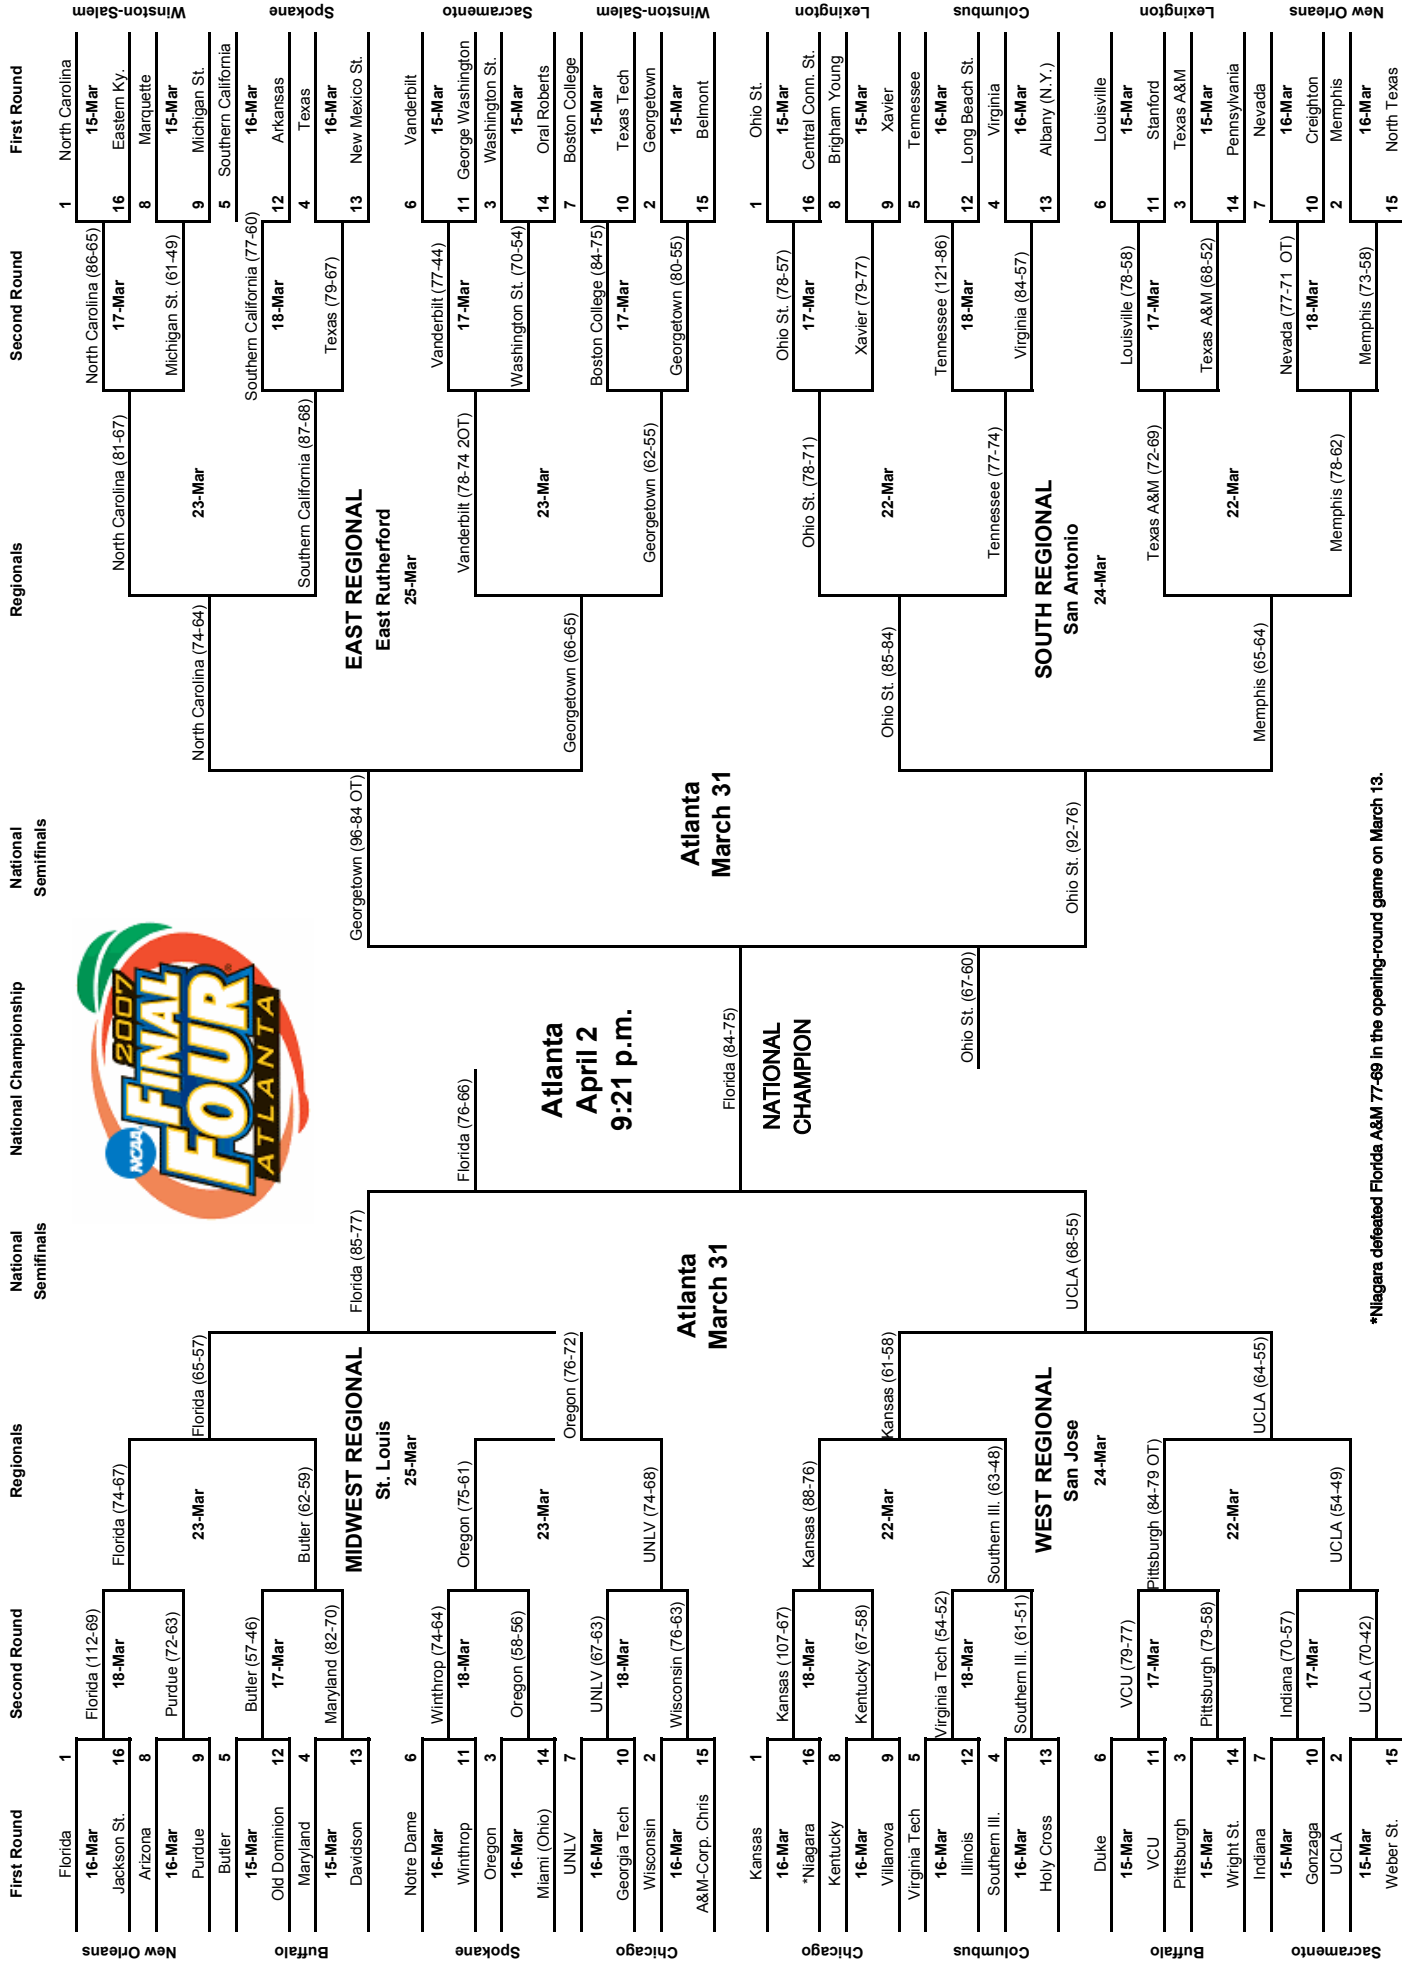 First Round
Second Round
Regionals
National
Semifinals
National Championship
National
Semifinals
Regionals
Second Round
First Round
New Orleans
Florida
1
16-Mar
Florida (112-69)
Jackson St.
16
18-Mar
Florida (74-67)
Arizona
8
16-Mar
Purdue (72-63)
Purdue
9
23-Mar
Florida (65-57)
Buffalo
Butler
5
15-Mar
Butler (57-46)
Old Dominion
12
17-Mar
Butler (62-59)
Maryland
4
15-Mar
Maryland (82-70)
Davidson
13
MIDWEST REGIONAL
St. Louis
25-Mar
Florida (85-77)
Spokane
Notre Dame
6
16-Mar
Winthrop (74-64)
Winthrop
11
18-Mar
Oregon (75-61)
Oregon
3
16-Mar
Oregon (58-56)
Miami (Ohio)
14
23-Mar
Oregon (76-72)
Chicago
UNLV
7
16-Mar
UNLV (67-63)
Georgia Tech
10
18-Mar
UNLV (74-68)
Wisconsin
2
16-Mar
Wisconsin (76-63)
A&M-Corp. Chris
15
Atlanta
March 31
Florida (76-66)
Chicago
Kansas
1
16-Mar
Kansas (107-67)
*Niagara
16
18-Mar
Kansas (88-76)
Kentucky
8
16-Mar
Kentucky (67-58)
Villanova
9
22-Mar
Kansas (61-58)
Columbus
Virginia Tech
5
16-Mar
Virginia Tech (54-52)
Illinois
12
18-Mar
Southern Ill. (63-48)
Southern Ill.
4
16-Mar
Southern Ill. (61-51)
Holy Cross
13
WEST REGIONAL
San Jose
24-Mar
UCLA (68-55)
Buffalo
Duke
6
15-Mar
VCU (79-77)
VCU
11
17-Mar
Pittsburgh (84-79 OT)
Pittsburgh
3
15-Mar
Pittsburgh (79-58)
Wright St.
14
22-Mar
UCLA (64-55)
Sacramento
Indiana
7
15-Mar
Indiana (70-57)
Gonzaga
10
17-Mar
UCLA (54-49)
UCLA
2
15-Mar
UCLA (70-42)
Weber St.
15
NCAA
2007
FINAL
FOUR®
ATLANTA
Atlanta
April 2
9:21 p.m.
Florida (84-75)
NATIONAL
CHAMPION
Ohio St. (67-60)
Winston-Salem
North Carolina
1
15-Mar
North Carolina (86-65)
Eastern Ky.
16
17-Mar
North Carolina (81-67)
Marquette
8
15-Mar
Michigan St. (61-49)
Michigan St.
9
23-Mar
North Carolina (74-64)
Spokane
Southern California
5
16-Mar
Southern California (77-60)
Arkansas
12
18-Mar
Southern California (87-68)
Texas
4
16-Mar
Texas (79-67)
New Mexico St.
13
EAST REGIONAL
East Rutherford
25-Mar
Georgetown (96-84 OT)
Sacramento
Vanderbilt
6
15-Mar
Vanderbilt (77-44)
George Washington
11
17-Mar
Vanderbilt (78-74 2OT)
Washington St.
3
15-Mar
Washington St. (70-54)
Oral Roberts
14
23-Mar
Georgetown (66-65)
Winston-Salem
Boston College
7
15-Mar
Boston College (84-75)
Texas Tech
10
17-Mar
Georgetown (62-55)
Georgetown
2
15-Mar
Georgetown (80-55)
Belmont
15
Atlanta
March 31
Lexington
Ohio St.
1
15-Mar
Ohio St. (78-57)
Central Conn. St.
16
17-Mar
Ohio St. (78-71)
Brigham Young
8
15-Mar
Xavier (79-77)
Xavier
9
22-Mar
Ohio St. (85-84)
Columbus
Tennessee
5
16-Mar
Tennessee (121-86)
Long Beach St.
12
18-Mar
Tennessee (77-74)
Virginia
4
16-Mar
Virginia (84-57)
Albany (N.Y.)
13
SOUTH REGIONAL
San Antonio
24-Mar
Ohio St. (92-76)
Lexington
Louisville
6
15-Mar
Louisville (78-58)
Stanford
11
17-Mar
Texas A&M (72-69)
Texas A&M
3
15-Mar
Texas A&M (68-52)
Pennsylvania
14
22-Mar
Memphis (65-64)
New Orleans
Nevada
7
16-Mar
Nevada (77-71 OT)
Creighton
10
18-Mar
Memphis (78-62)
Memphis
2
16-Mar
Memphis (73-58)
North Texas
15
*Niagara defeated Florida A&M 77-69 in the opening-round game on March 13.